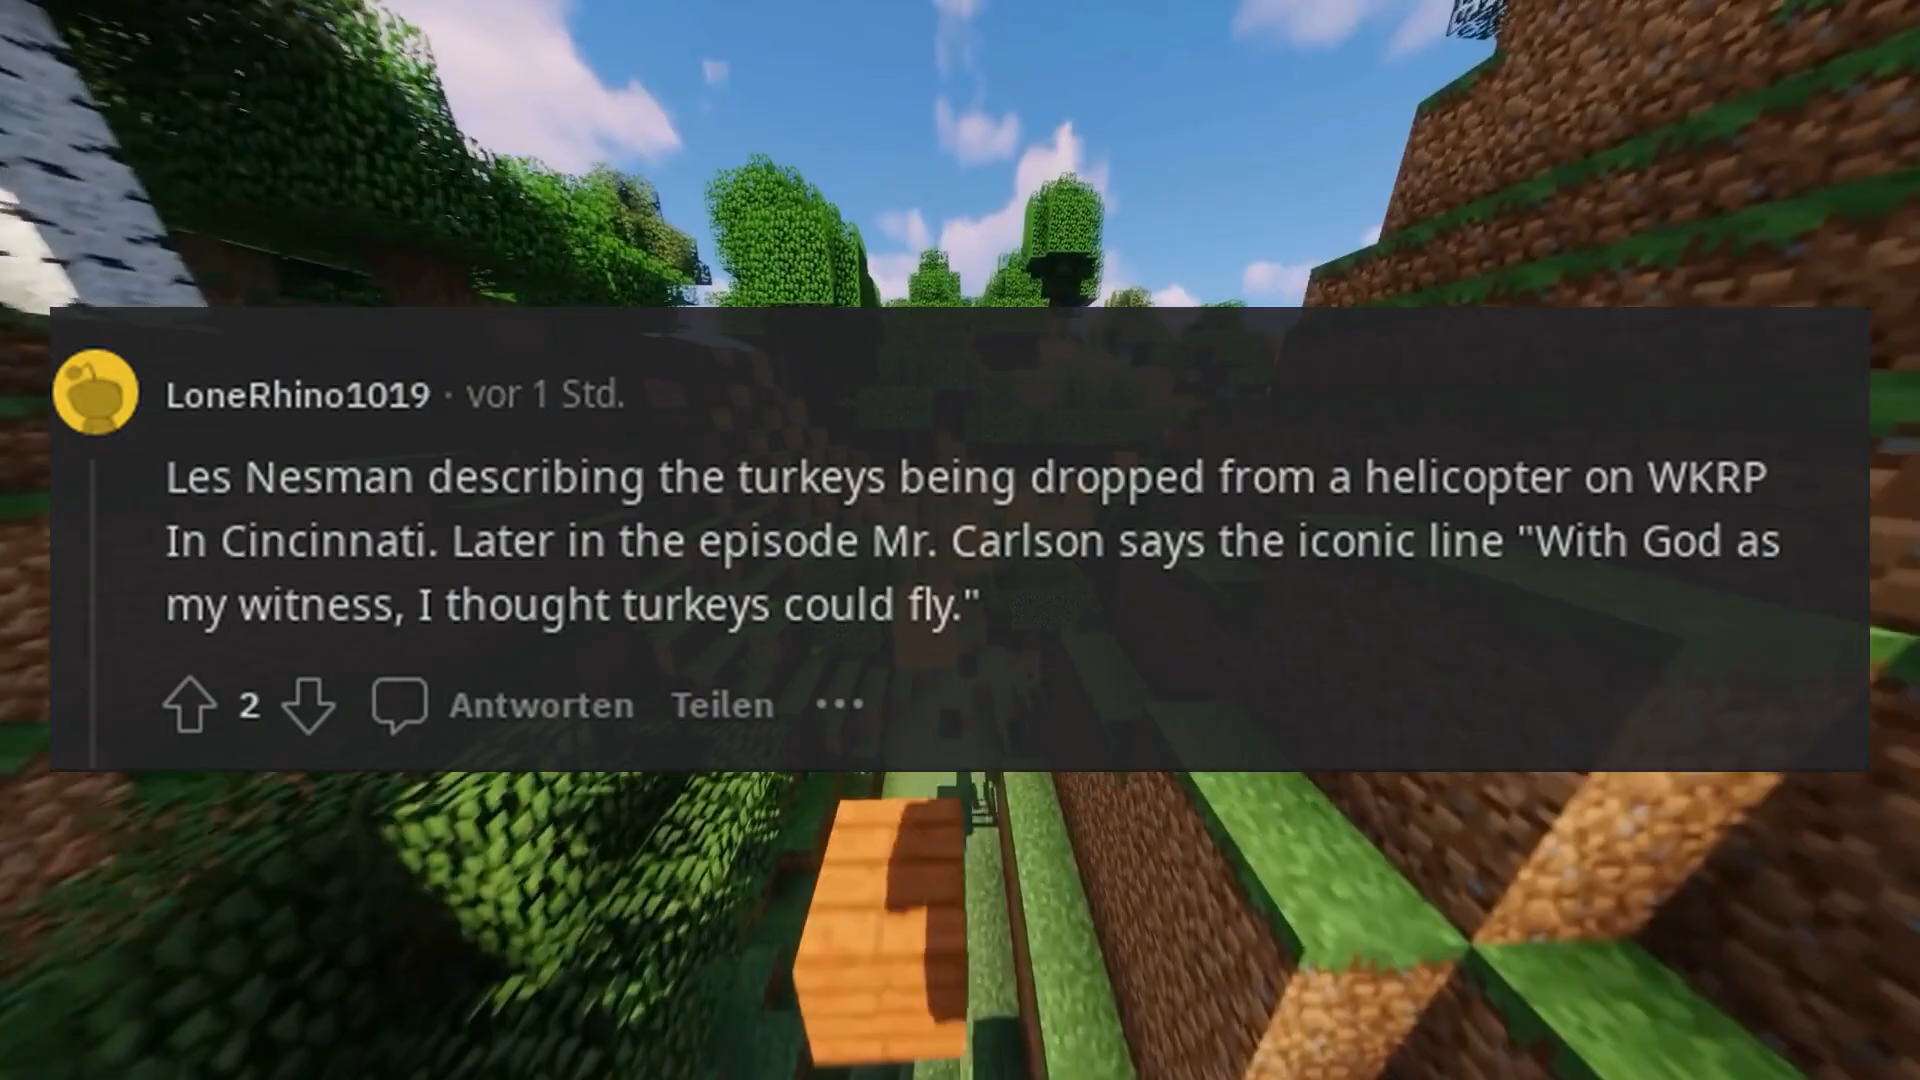 LoneRhino1019 · vor 1 Std.
Les Nesman describing the turkeys being dropped from a helicopter on WKRP
In Cincinnati. Later in the episode Mr. Carlson says the iconic line "With God as
my witness, I thought turkeys could fly."
2 Antworten Teilen •••